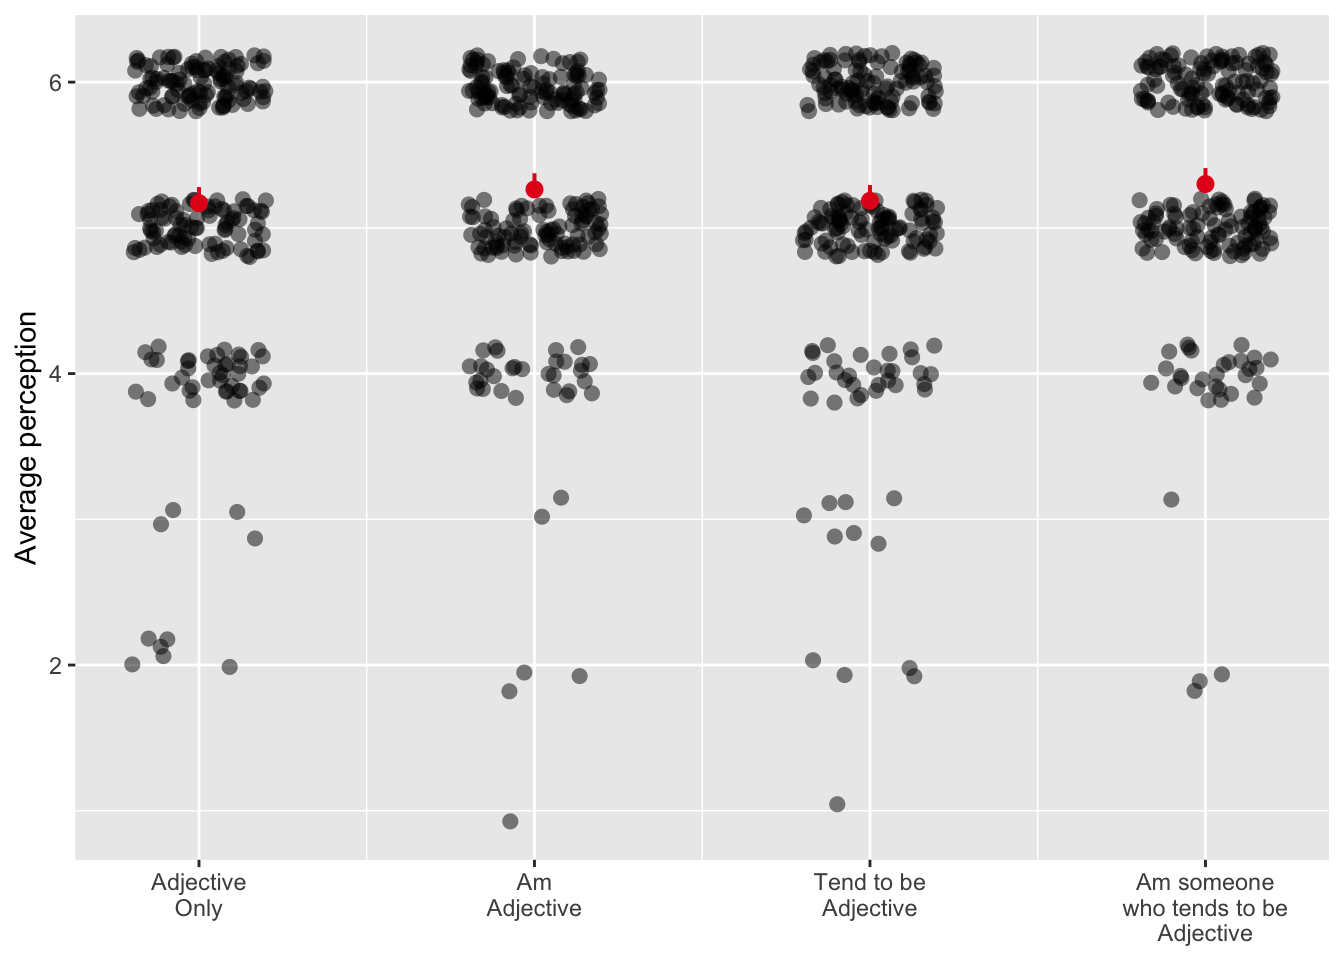 Average perception
6
4
2
Adjective
Only
Am
Adjective
Tend to be
Adjective
Am someone
who tends to be
Adjective